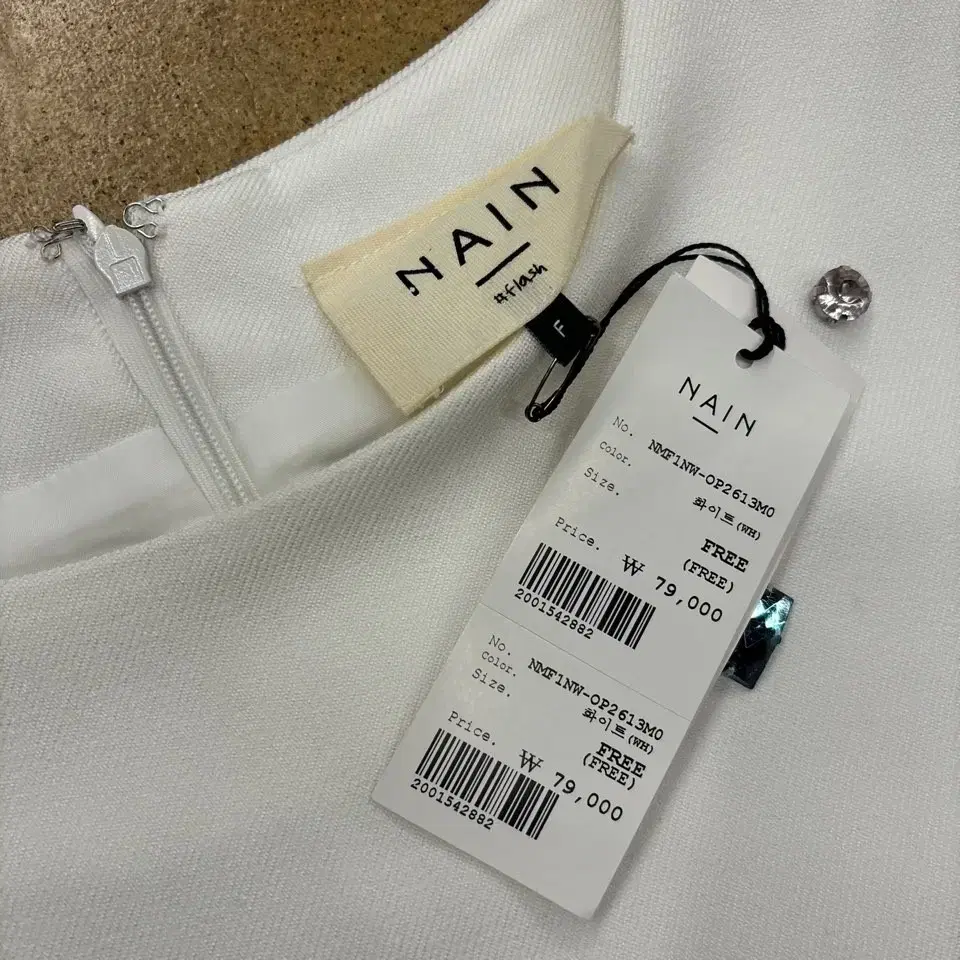 NAIN
#flash
F
NAIN
No. NMF1NW-OP2613M0
Color. 화이트(WH)
Size. FREE
(FREE)
Price. ₩ 79,000
2001542882
No. NMF1NW-OP2613M0
Color. 화이트(WH)
Size. FREE
(FREE)
Price. ₩ 79,000
2001542882